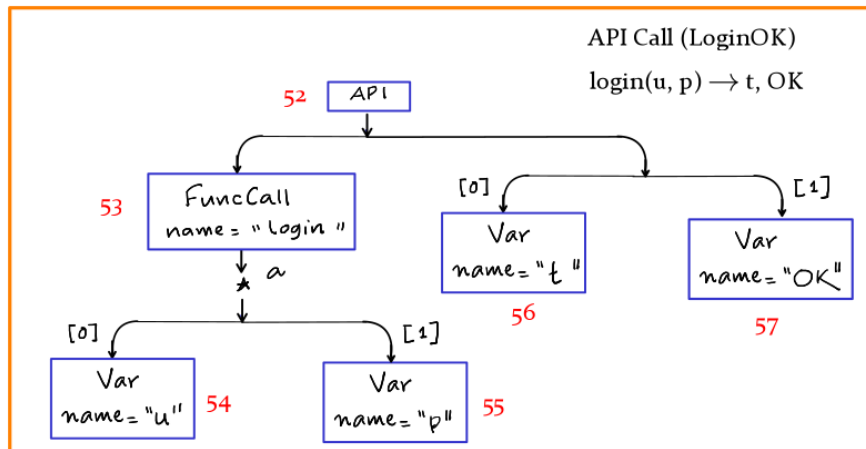 API Call (LoginOK)
login(u, p) → t, OK
52
API
53
FuncCall
name = "login"
a
*
[0]
[1]
[0]
[1]
Var
name="t"
56
Var
name="OK"
57
Var
name="u"
54
Var
name="p"
55